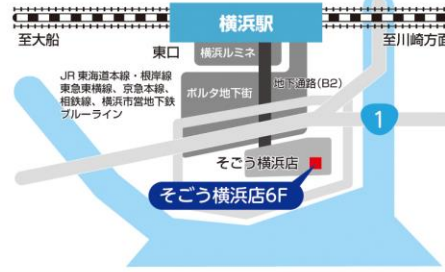 横浜駅
至大船
至川崎方面
東口
横浜ルミネ
JR 東海道本線・根岸線
東急東横線、京急本線、
相鉄線、横浜市営地下鉄
ブルーライン
ポルタ地下街
地下通路(B2)
1
そごう横浜店
そごう横浜店6F